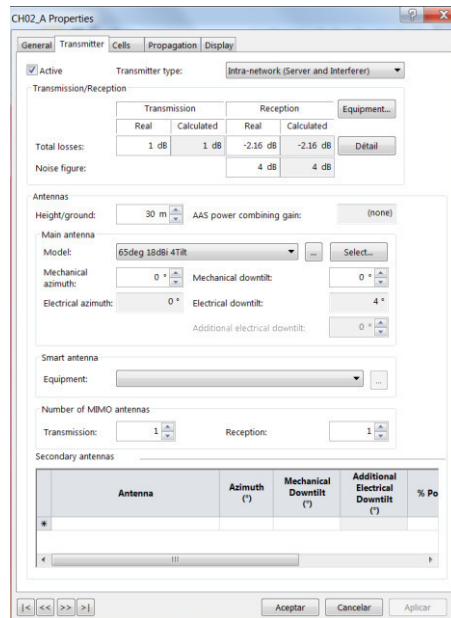 CH02_A Properties
General Transmitter Cells Propagation Display
Active Transmitter type: Intra-network (Server and Interferer)
Transmission/Reception
Transmission Reception Equipment...
Real Calculated Real Calculated
Total losses: 1 dB 1 dB -2.16 dB -2.16 dB Détail
Noise figure: 4 dB 4 dB
Antennas
Height/ground: 30 m AAS power combining gain: (none)
Main antenna
Model: 65deg 18dBi 4Tilt ... Select...
Mechanical azimuth: 0 ° Mechanical downtilt: 0 °
Electrical azimuth: 0 ° Electrical downtilt: 4 °
Additional electrical downtilt: 0 °
Smart antenna
Equipment: ...
Number of MIMO antennas
Transmission: 1 Reception: 1
Secondary antennas
Antenna Azimuth (°) Mechanical Downtilt (°) Additional Electrical Downtilt (°) % Po
*
|< << >> >| Aceptar Cancelar Aplicar